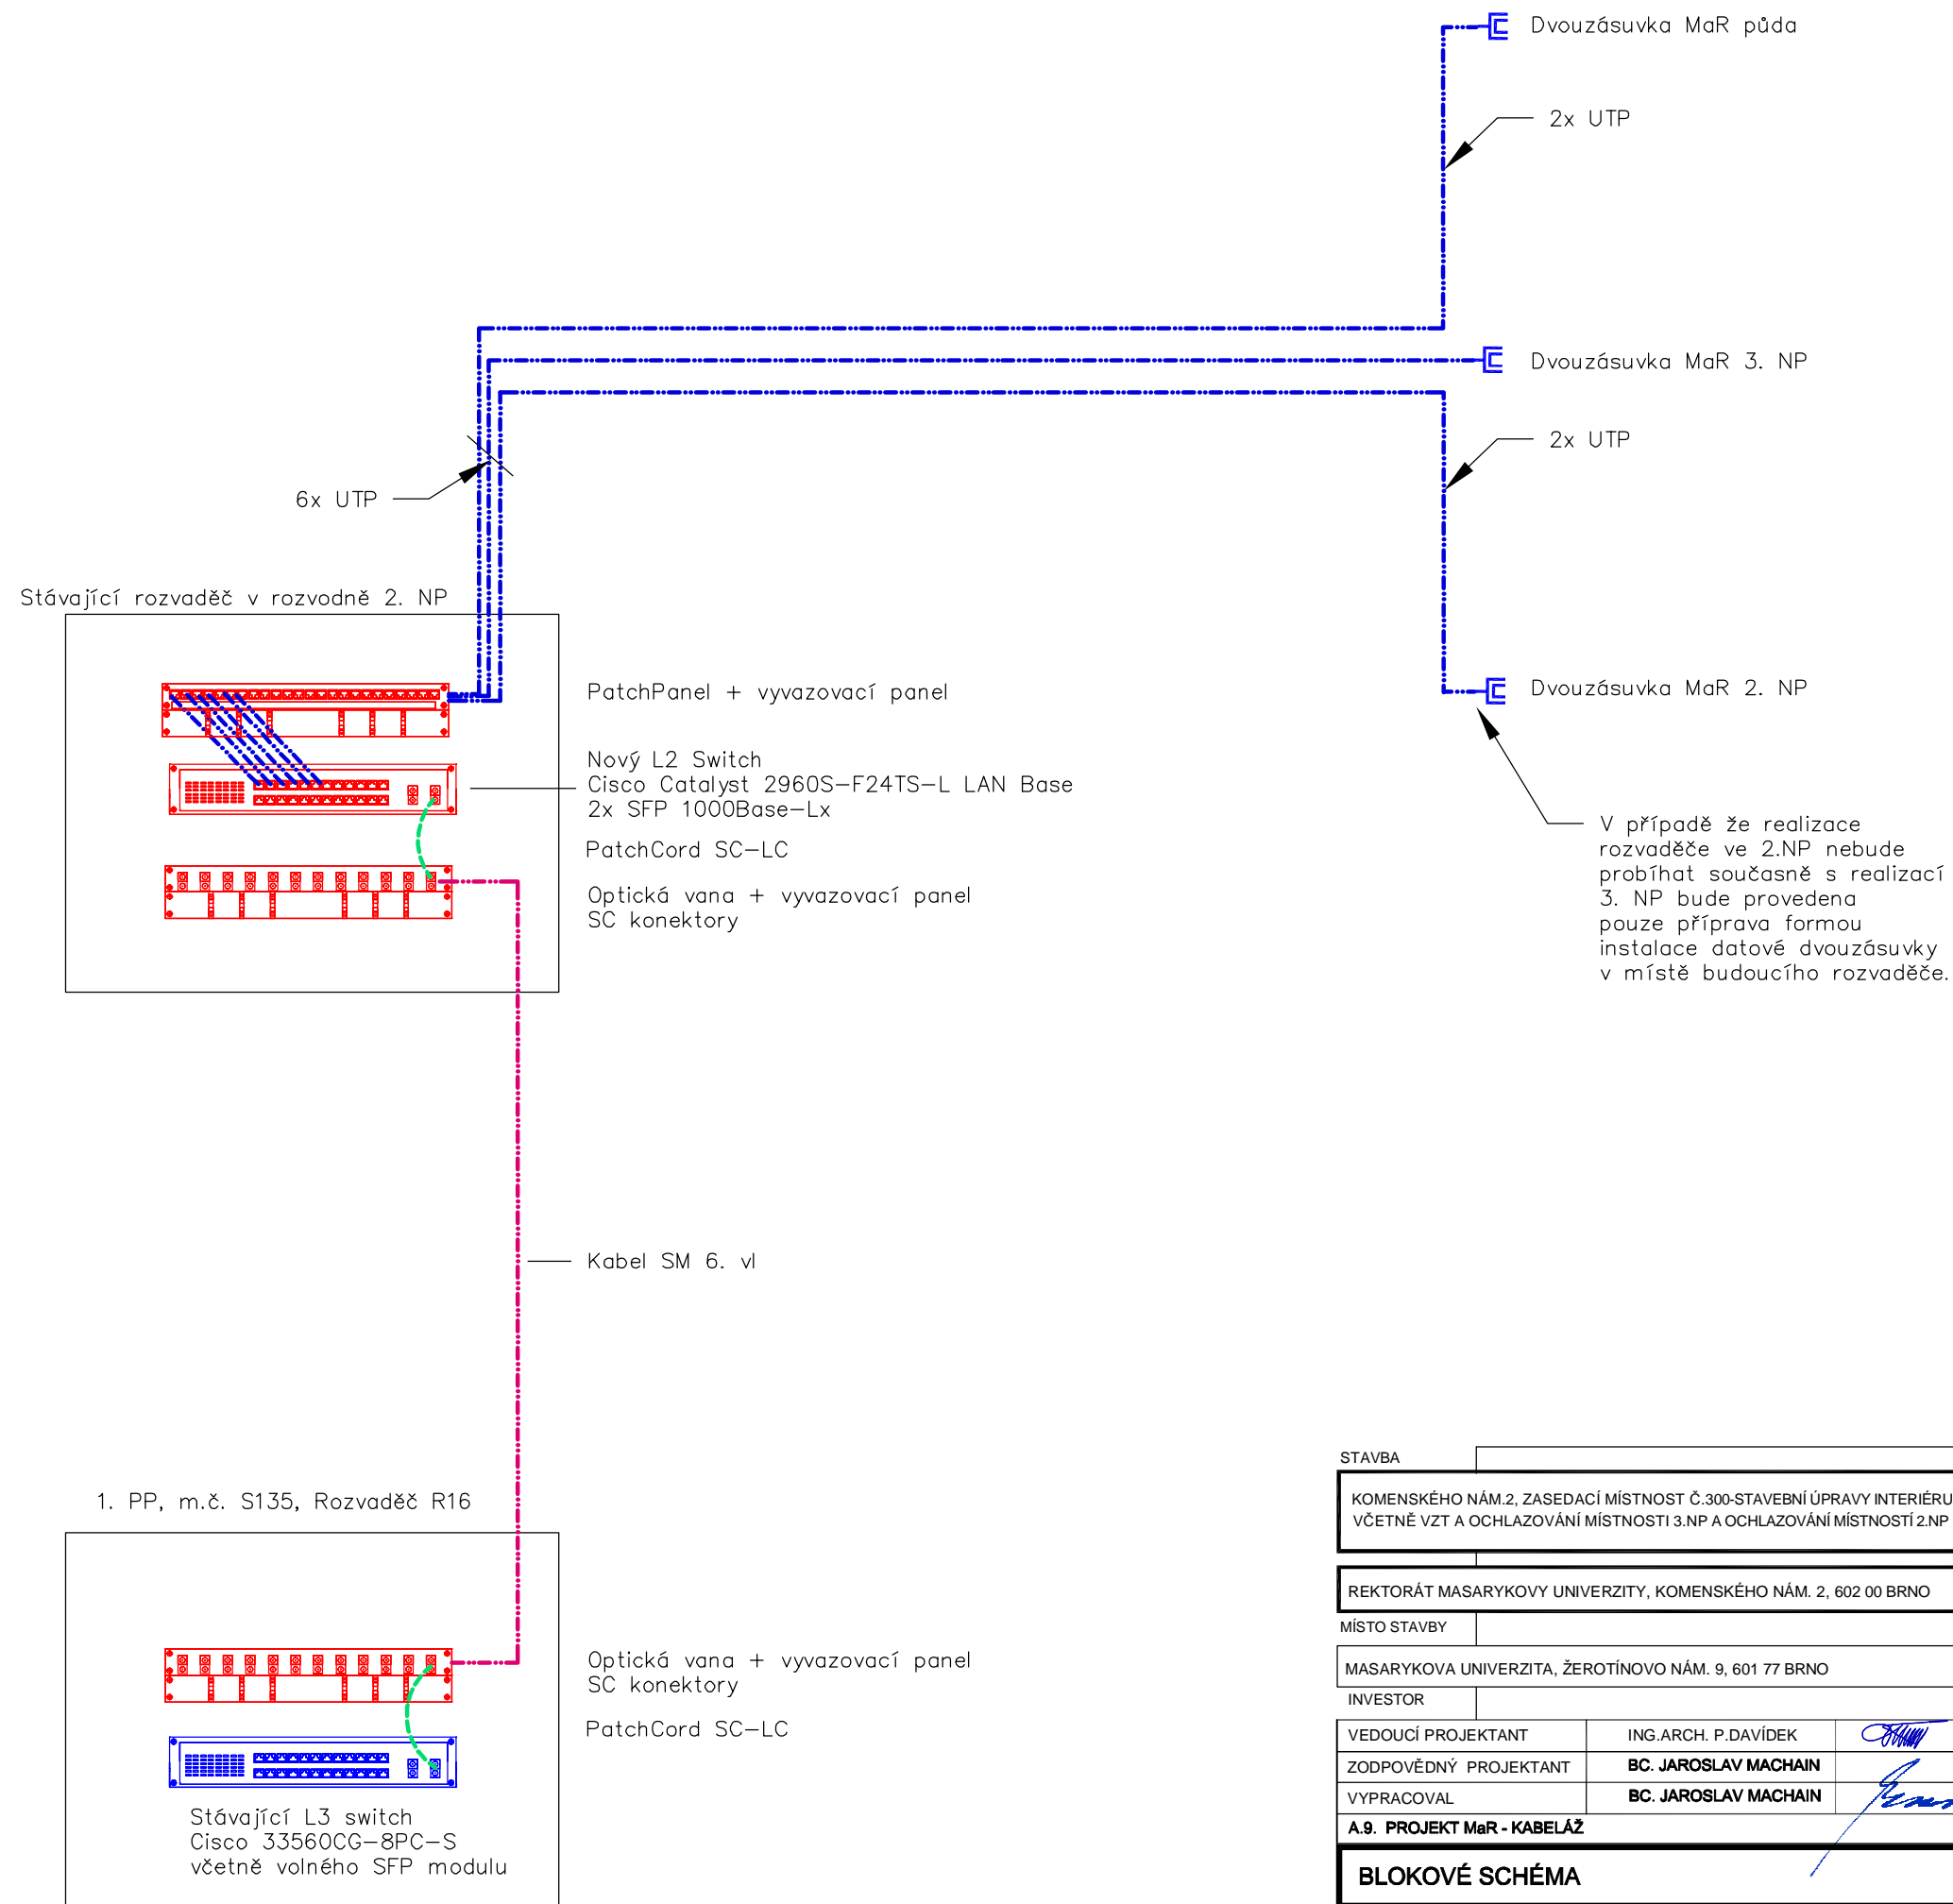 Dvouzásuvka MaR půda
2x UTP
Dvouzásuvka MaR 3. NP
2x UTP
6x UTP
Stávající rozvaděč v rozvodně 2. NP
PatchPanel + vyvazovací panel
Dvouzásuvka MaR 2. NP
Nový L2 Switch
Cisco Catalyst 2960S-F24TS-L LAN Base
2x SFP 1000Base-Lx
PatchCord SC-LC
Optická vana + vyvazovací panel
SC konektory
V případě že realizace
rozvaděče ve 2.NP nebude
probíhat současně s realizací
3. NP bude provedena
pouze příprava formou
instalace datové dvouzásuvky
v místě budoucího rozvaděče.
Kabel SM 6. vl
1. PP, m.č. S135, Rozvaděč R16
Optická vana + vyvazovací panel
SC konektory
PatchCord SC-LC
Stávající L3 switch
Cisco 33560CG-8PC-S
včetně volného SFP modulu
STAVBA
KOMENSKÉHO NÁM.2, ZASEDACÍ MÍSTNOST Č.300-STAVEBNÍ ÚPRAVY INTERIÉRU
VČETNĚ VZT A OCHLAZOVÁNÍ MÍSTNOSTI 3.NP A OCHLAZOVÁNÍ MÍSTNOSTÍ 2.NP
REKTORÁT MASARYKOVY UNIVERZITY, KOMENSKÉHO NÁM. 2, 602 00 BRNO
MÍSTO STAVBY
MASARYKOVA UNIVERZITA, ŽEROTÍNOVO NÁM. 9, 601 77 BRNO
INVESTOR
VEDOUCÍ PROJEKTANT ING.ARCH. P.DAVÍDEK
ZODPOVĚDNÝ PROJEKTANT BC. JAROSLAV MACHAIN
VYPRACOVAL BC. JAROSLAV MACHAIN
A.9. PROJEKT MaR - KABELÁŽ
BLOKOVÉ SCHÉMA